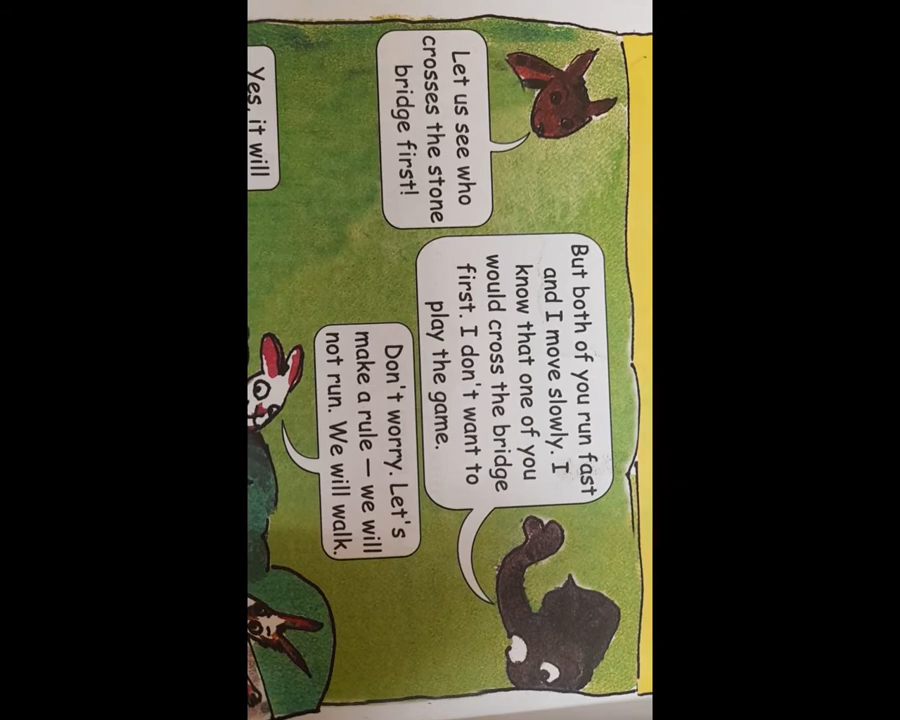 Let us see who
crosses the stone
bridge first!
But both of you run fast
and I move slowly. I
know that one of you
would cross the bridge
first. I don't want to
play the game.
Don't worry. Let's
make a rule — we will
not run. We will walk.
Yes, it will